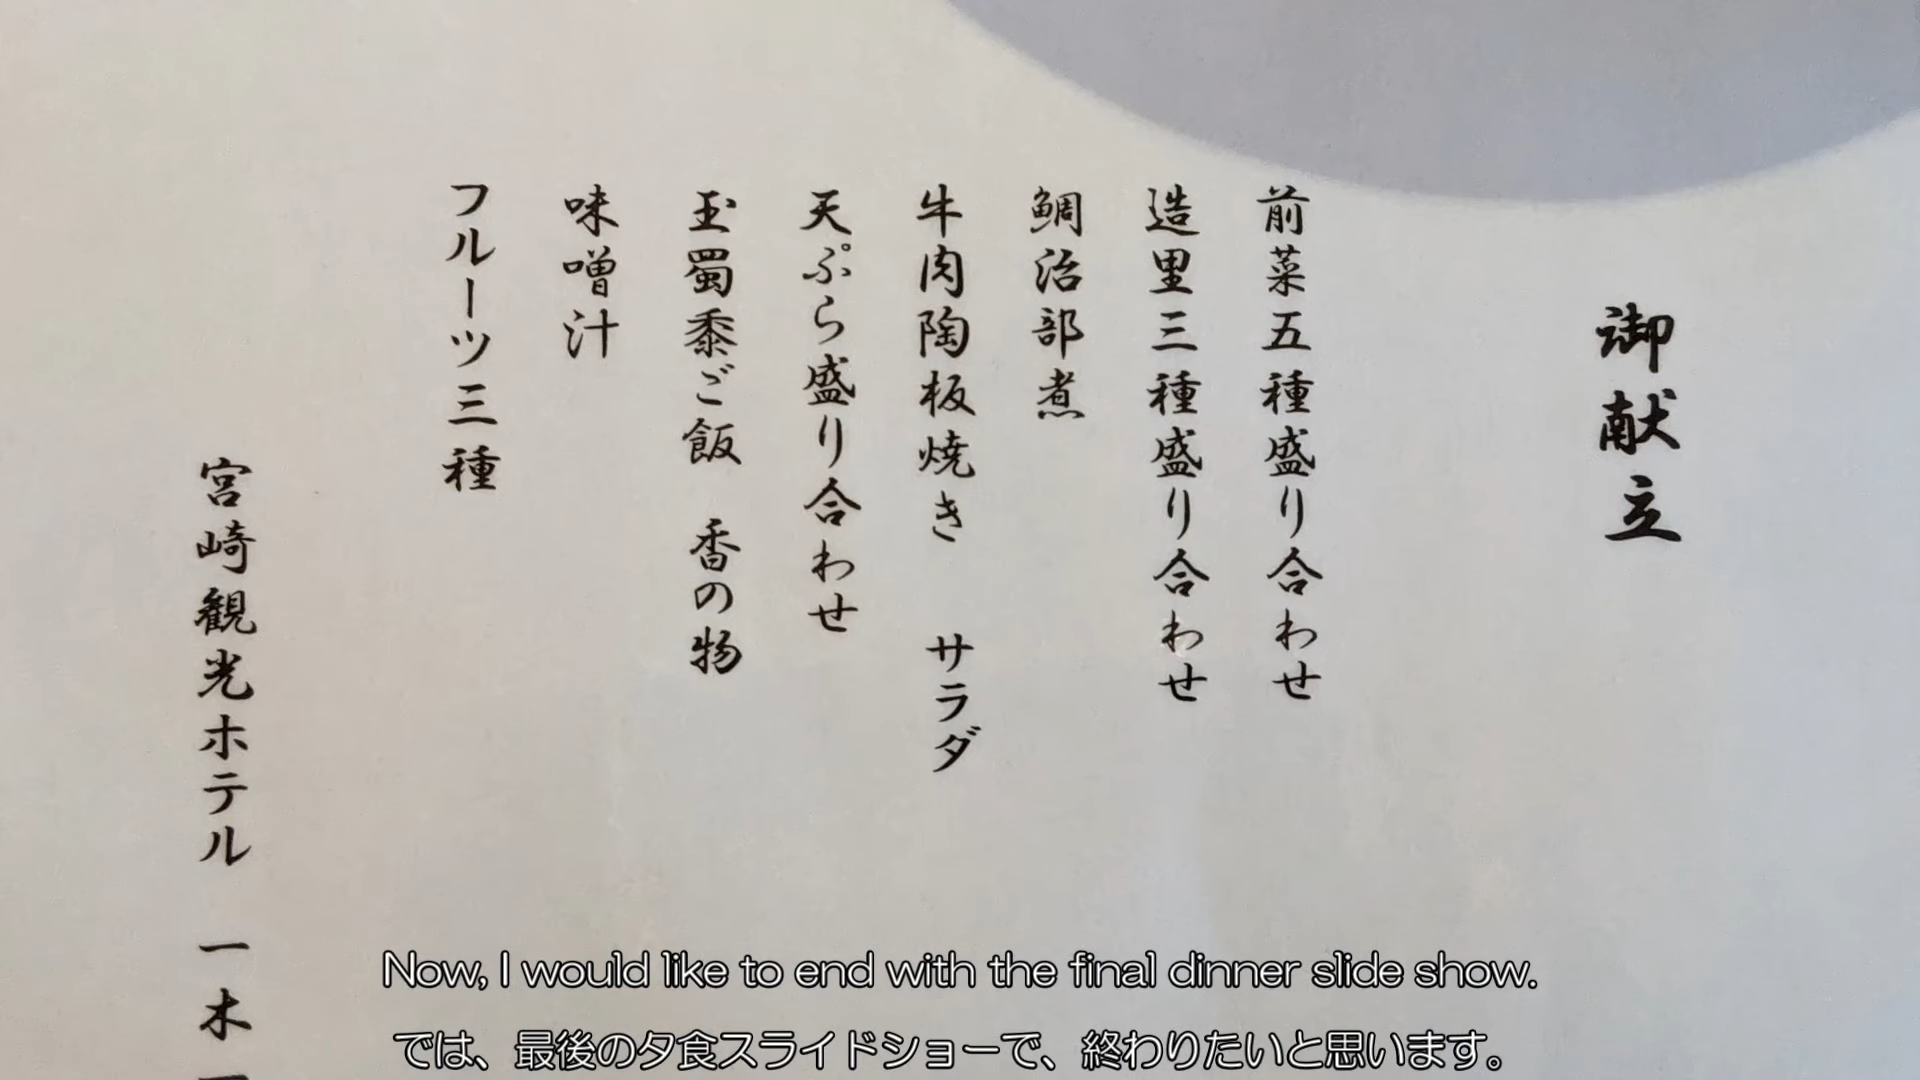 御献立
前菜五種盛り合わせ
造里三種盛り合わせ
鯛治部煮
牛肉陶板焼き サラダ
天ぷら盛り合わせ
玉蜀黍ご飯 香の物
味噌汁
フルーツ三種
宮崎観光ホテル 一木一
Now, I would like to end with the final dinner slide show.
では、最後の夕食スライドショーで、終わりたいと思います。